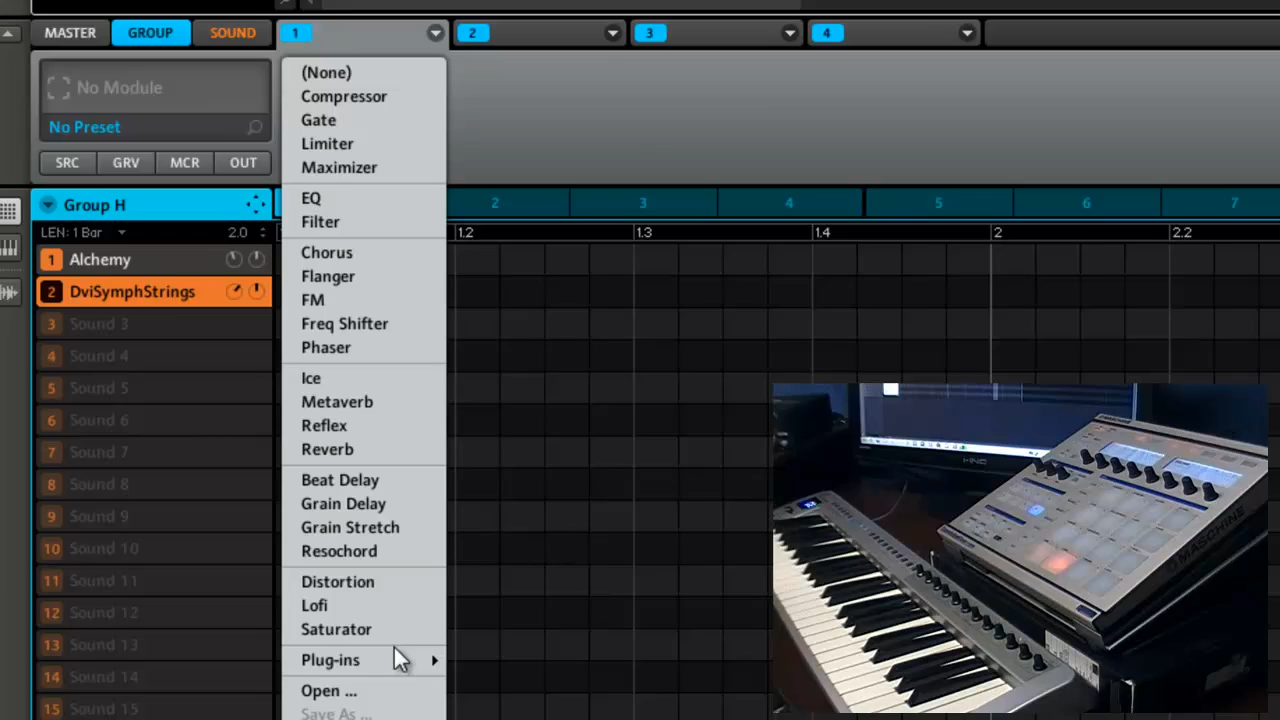 MASTER GROUP SOUND 1 2 3 4
No Module
No Preset
SRC GRV MCR OUT
(None)
Compressor
Gate
Limiter
Maximizer
EQ
Filter
Chorus
Flanger
FM
Freq Shifter
Phaser
Ice
Metaverb
Reflex
Reverb
Beat Delay
Grain Delay
Grain Stretch
Resochord
Distortion
Lofi
Saturator
Plug-ins
Open ...
Save As ...
Group H
2 3 4 5 6 7
LEN: 1 Bar 2.0
1.2 1.3 1.4 2 2.2
1 Alchemy
2 DviSymphStrings
3 Sound 3
4 Sound 4
5 Sound 5
6 Sound 6
7 Sound 7
8 Sound 8
9 Sound 9
10 Sound 10
11 Sound 11
12 Sound 12
13 Sound 13
14 Sound 14
15 Sound 15
MASCHINE